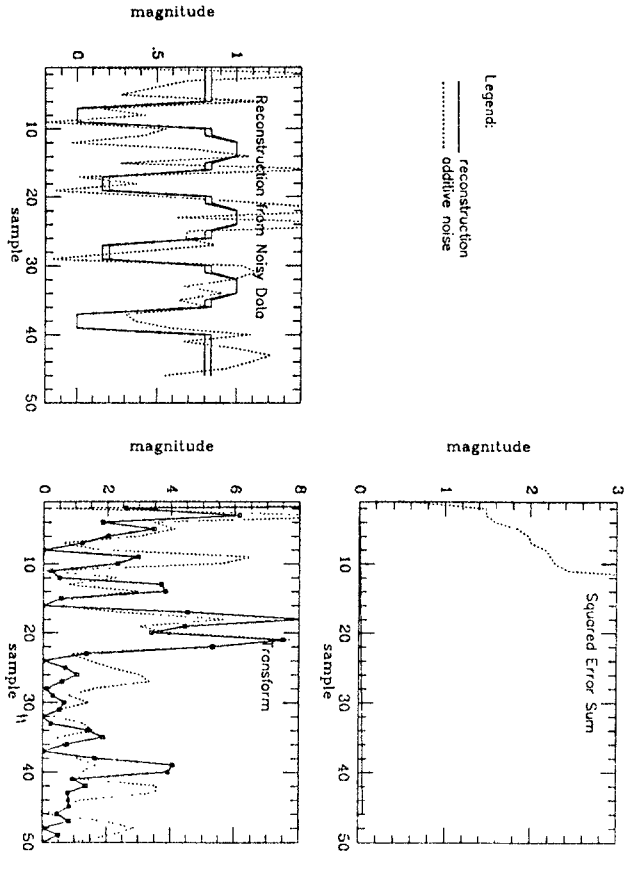 Legend:
reconstruction
additive noise
magnitude
0
.5
1
Reconstruction from Noisy Data
10
20
30
40
50
sample
magnitude
0
1
2
3
Squared Error Sum
10
20
30
40
50
sample
magnitude
0
2
4
6
8
Transform
10
20
30
40
50
sample